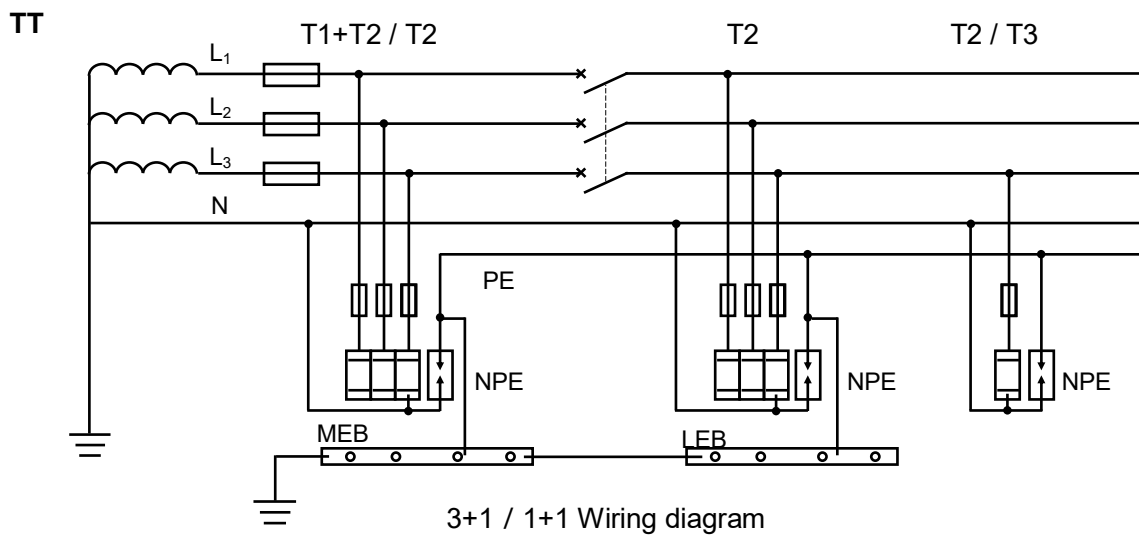 TT
T1+T2 / T2
T2
T2 / T3
L₁
L₂
L₃
N
PE
NPE
NPE
NPE
MEB
LEB
3+1 / 1+1 Wiring diagram